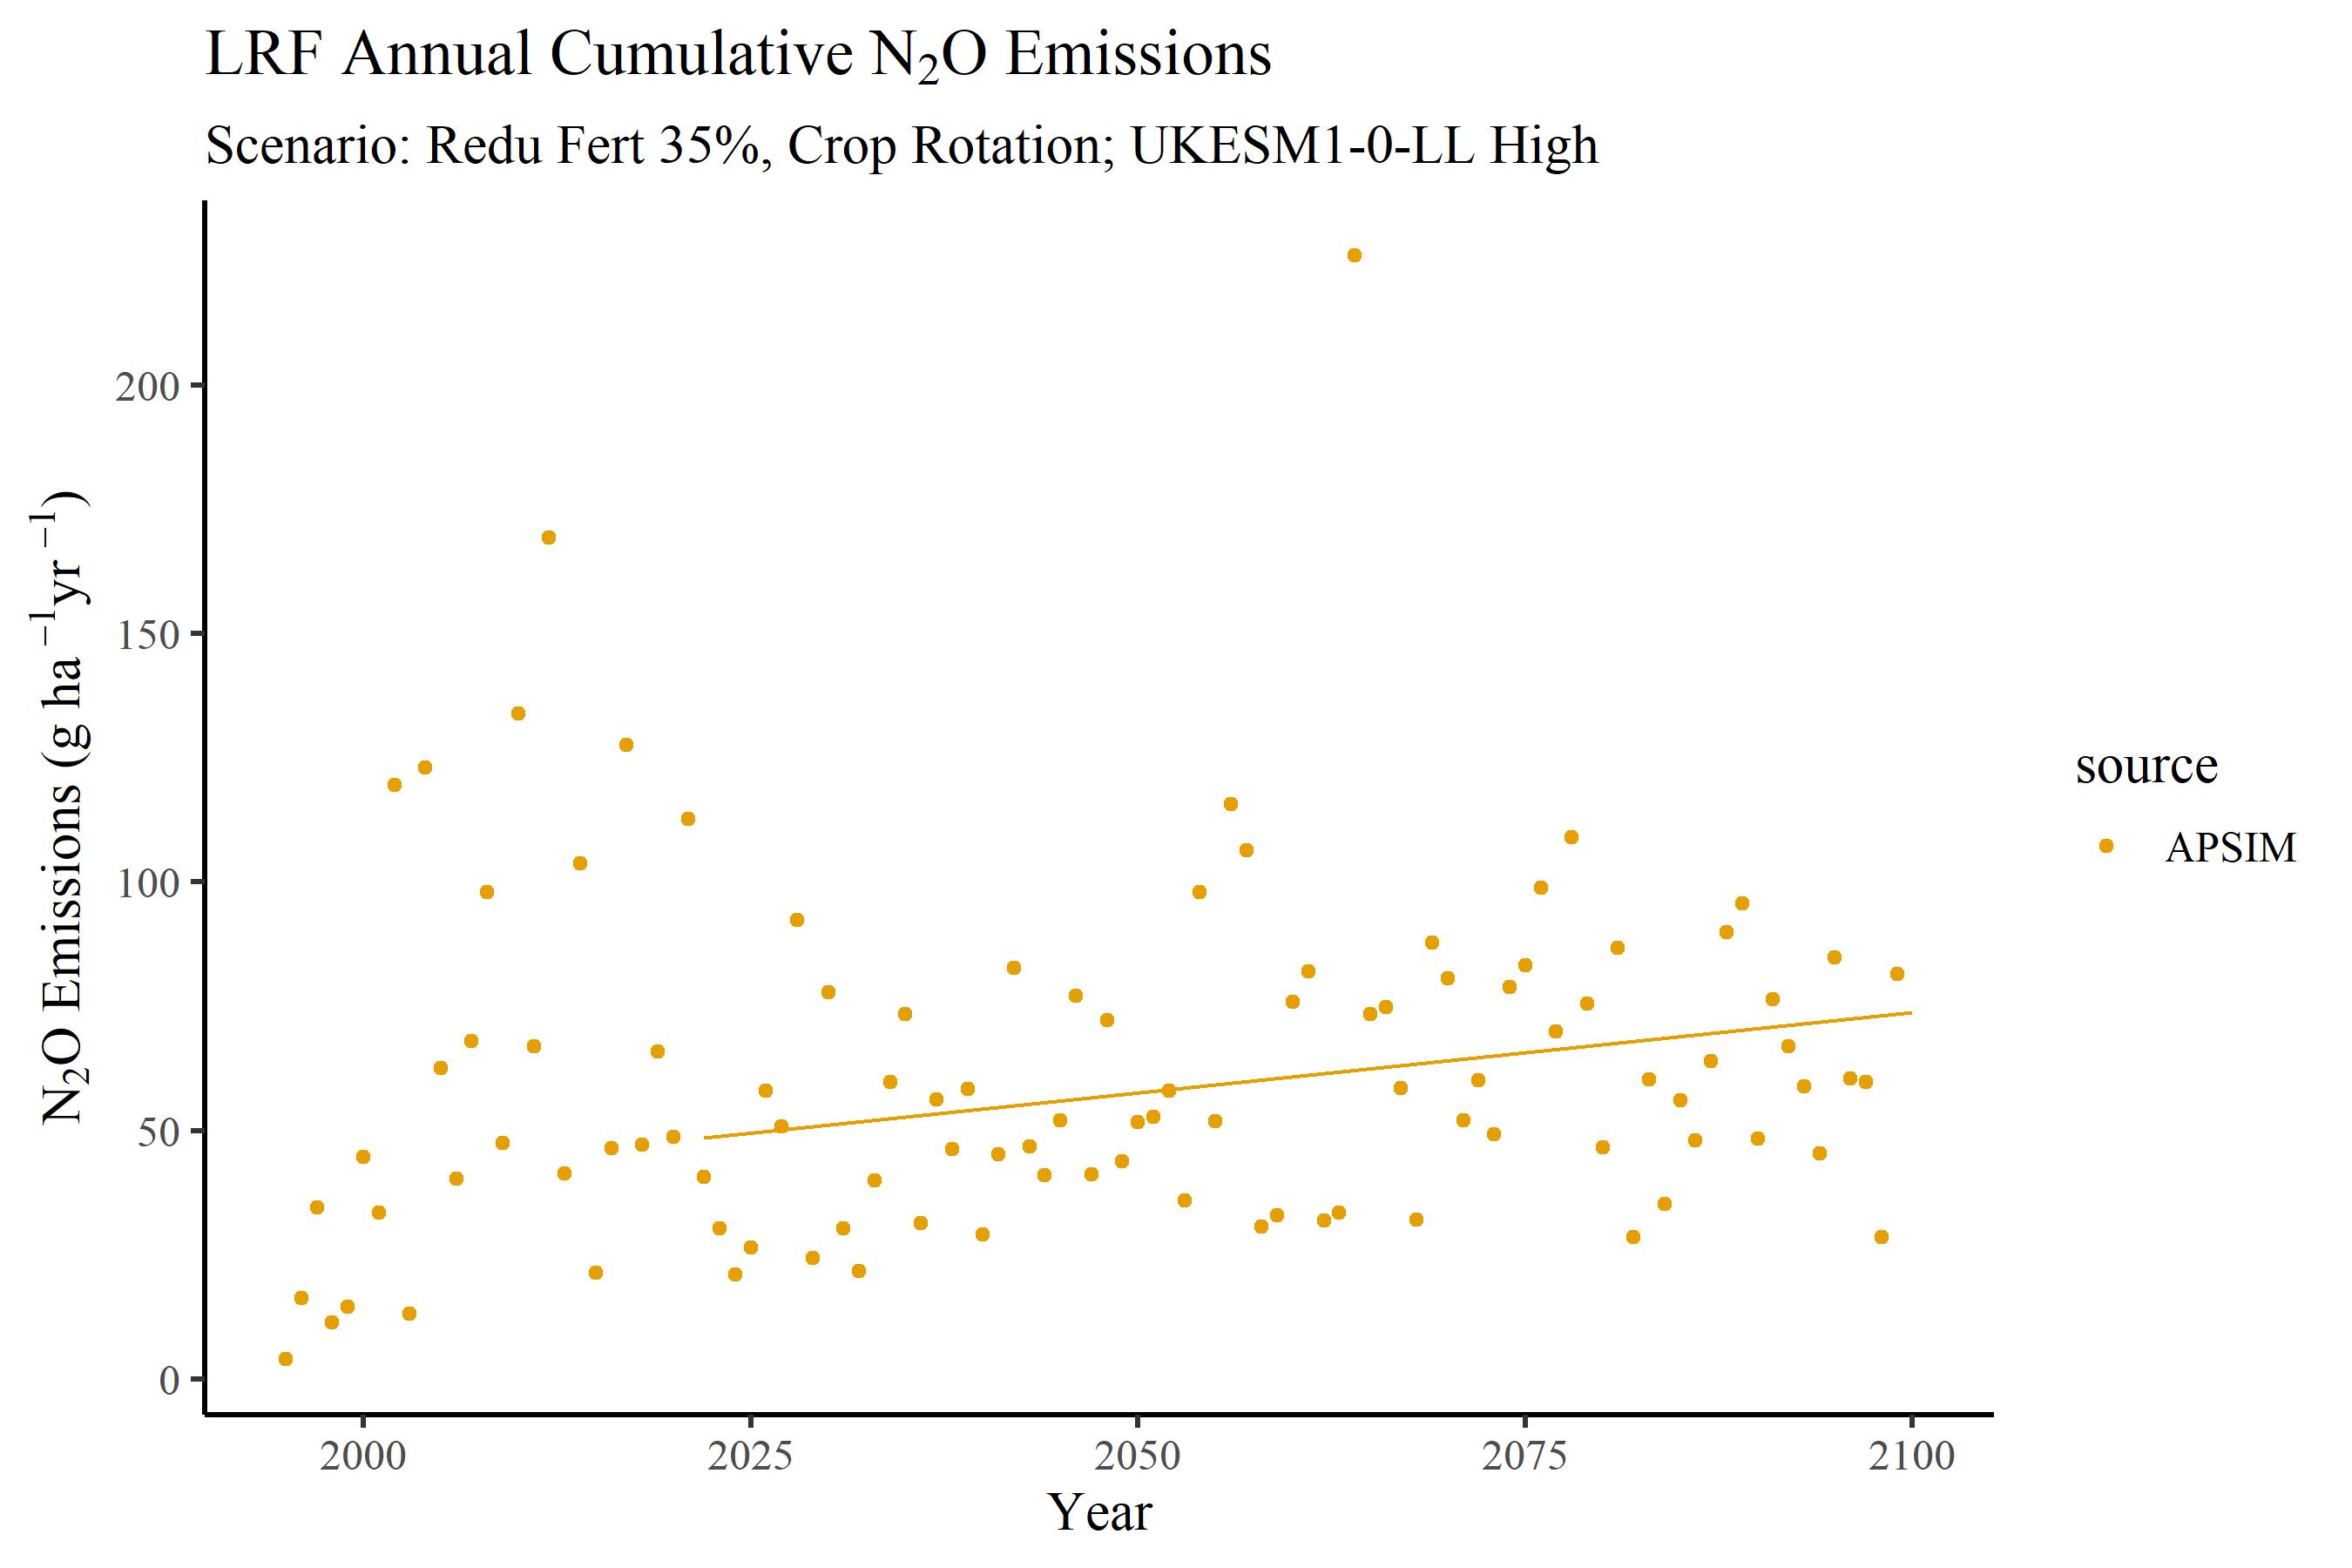 LRF Annual Cumulative N₂O Emissions
Scenario: Redu Fert 35%, Crop Rotation; UKESM1-0-LL High
N₂O Emissions (g ha ⁻¹yr ⁻¹)
200
150
100
50
0
2000 2025 2050 2075 2100
Year
source
APSIM